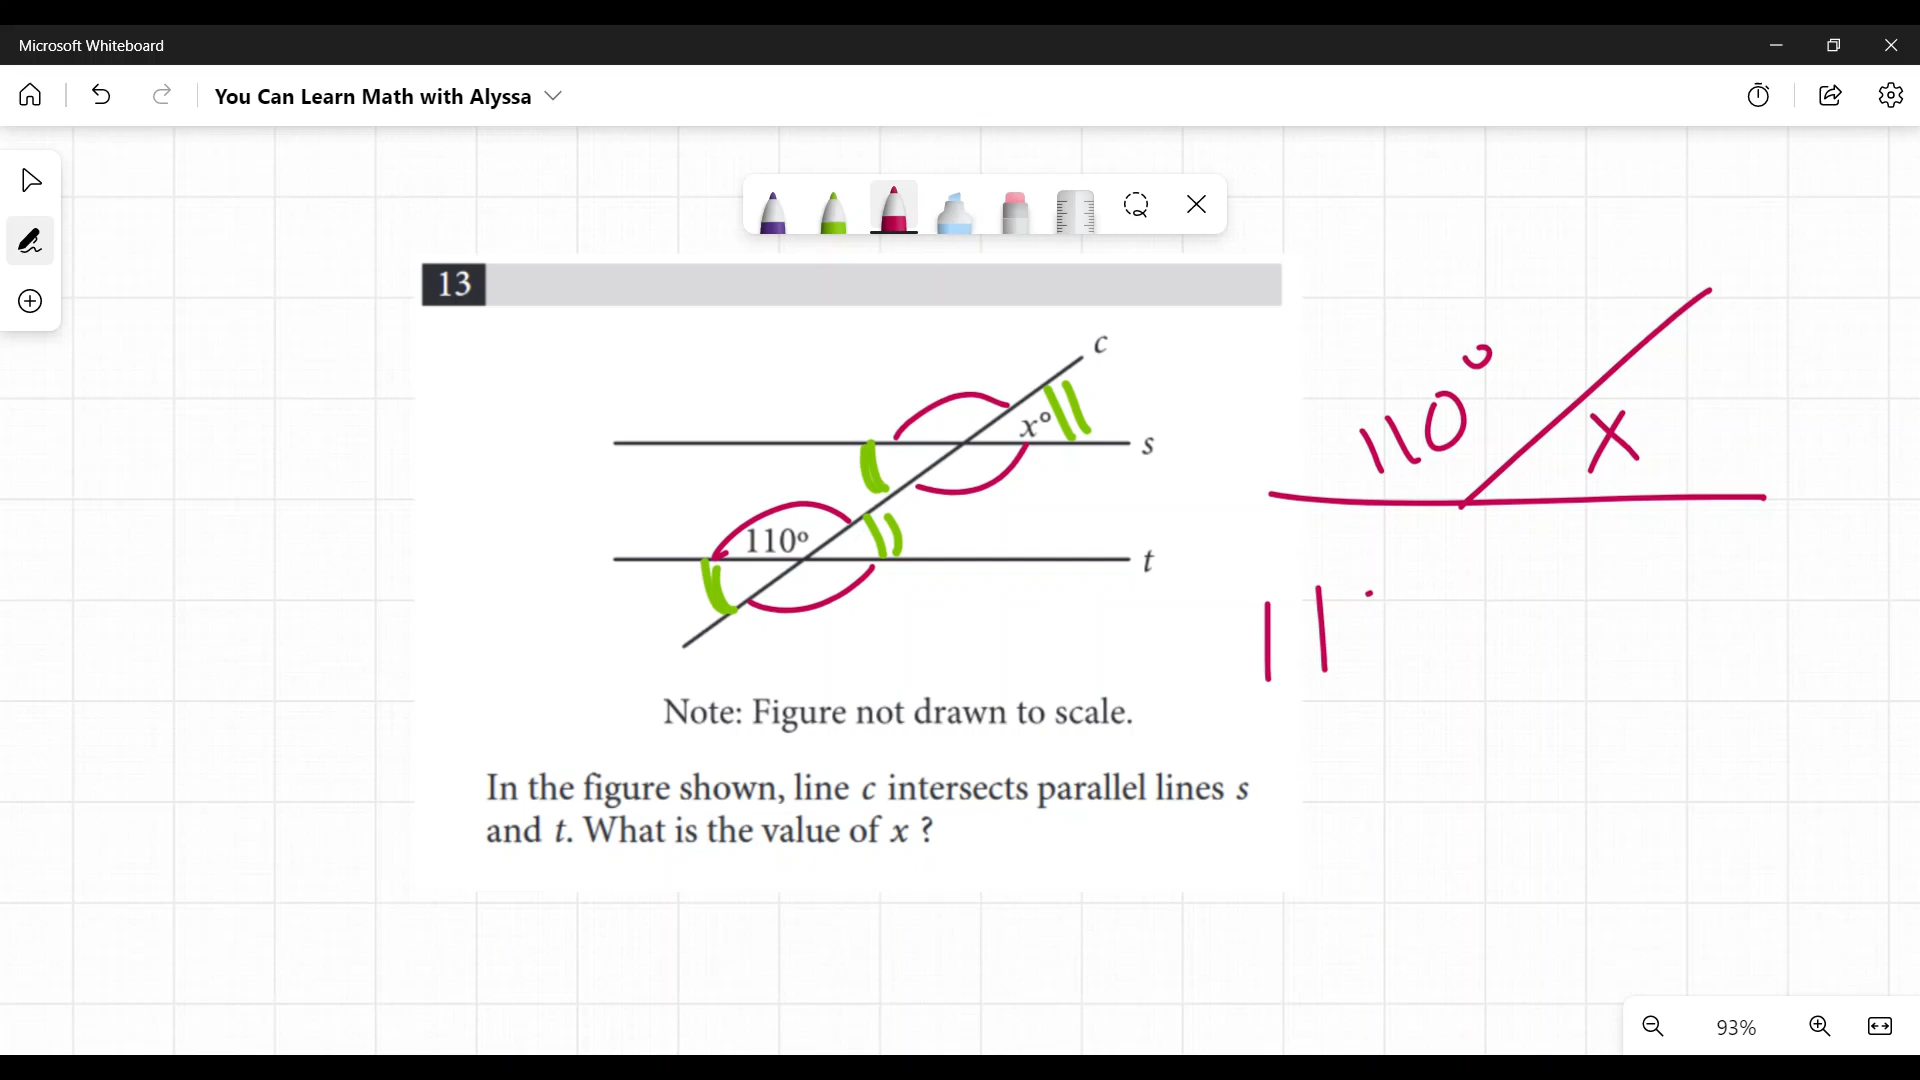 Microsoft Whiteboard
You Can Learn Math with Alyssa
13
c
x°
s
110°
t
Note: Figure not drawn to scale.
In the figure shown, line c intersects parallel lines s
and t. What is the value of x ?
110°
x
11
93%